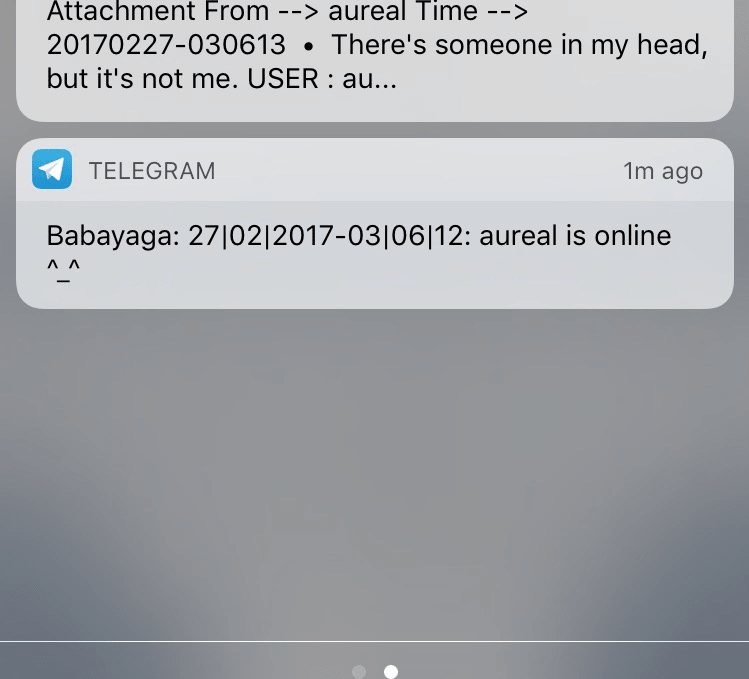 Attachment From --> aureal Time -->
20170227-030613 • There's someone in my head,
but it's not me. USER : au...
TELEGRAM
1m ago
Babayaga: 27|02|2017-03|06|12: aureal is online
^_^